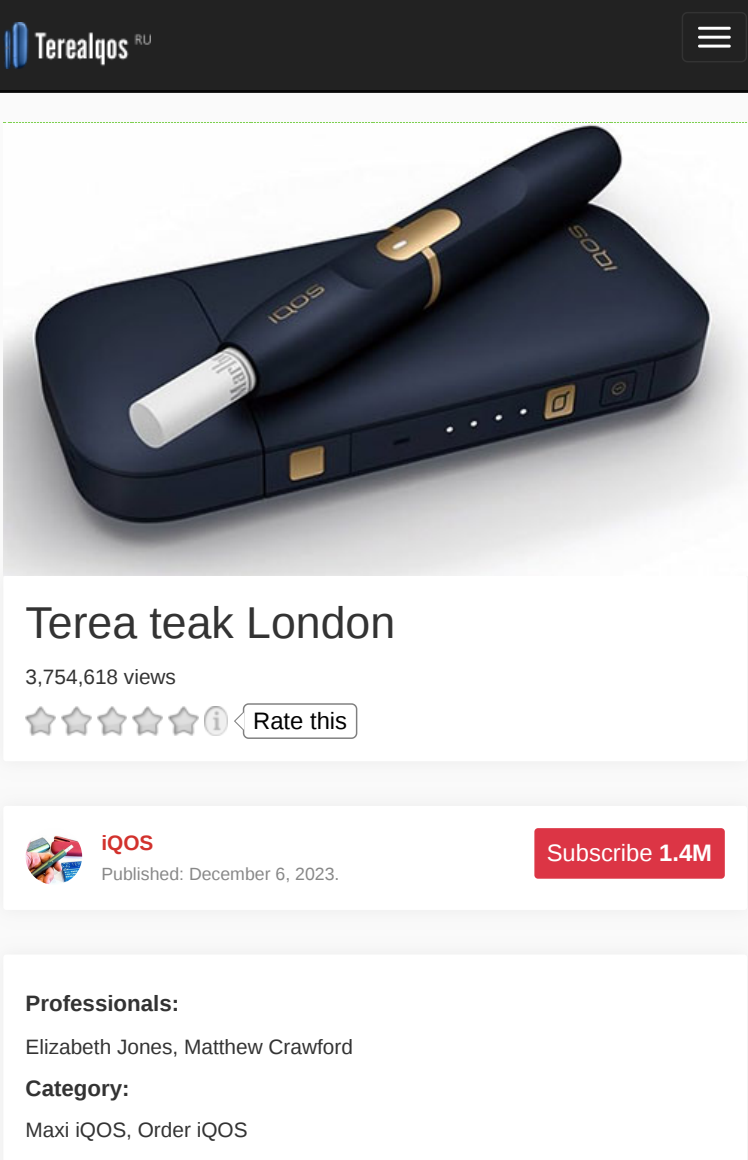 Terealqos RU
IQOS
IQOS
Terea teak London
3,754,618 views
Rate this
iQOS
Published: December 6, 2023.
Subscribe 1.4M
Professionals:
Elizabeth Jones, Matthew Crawford
Category:
Maxi iQOS, Order iQOS